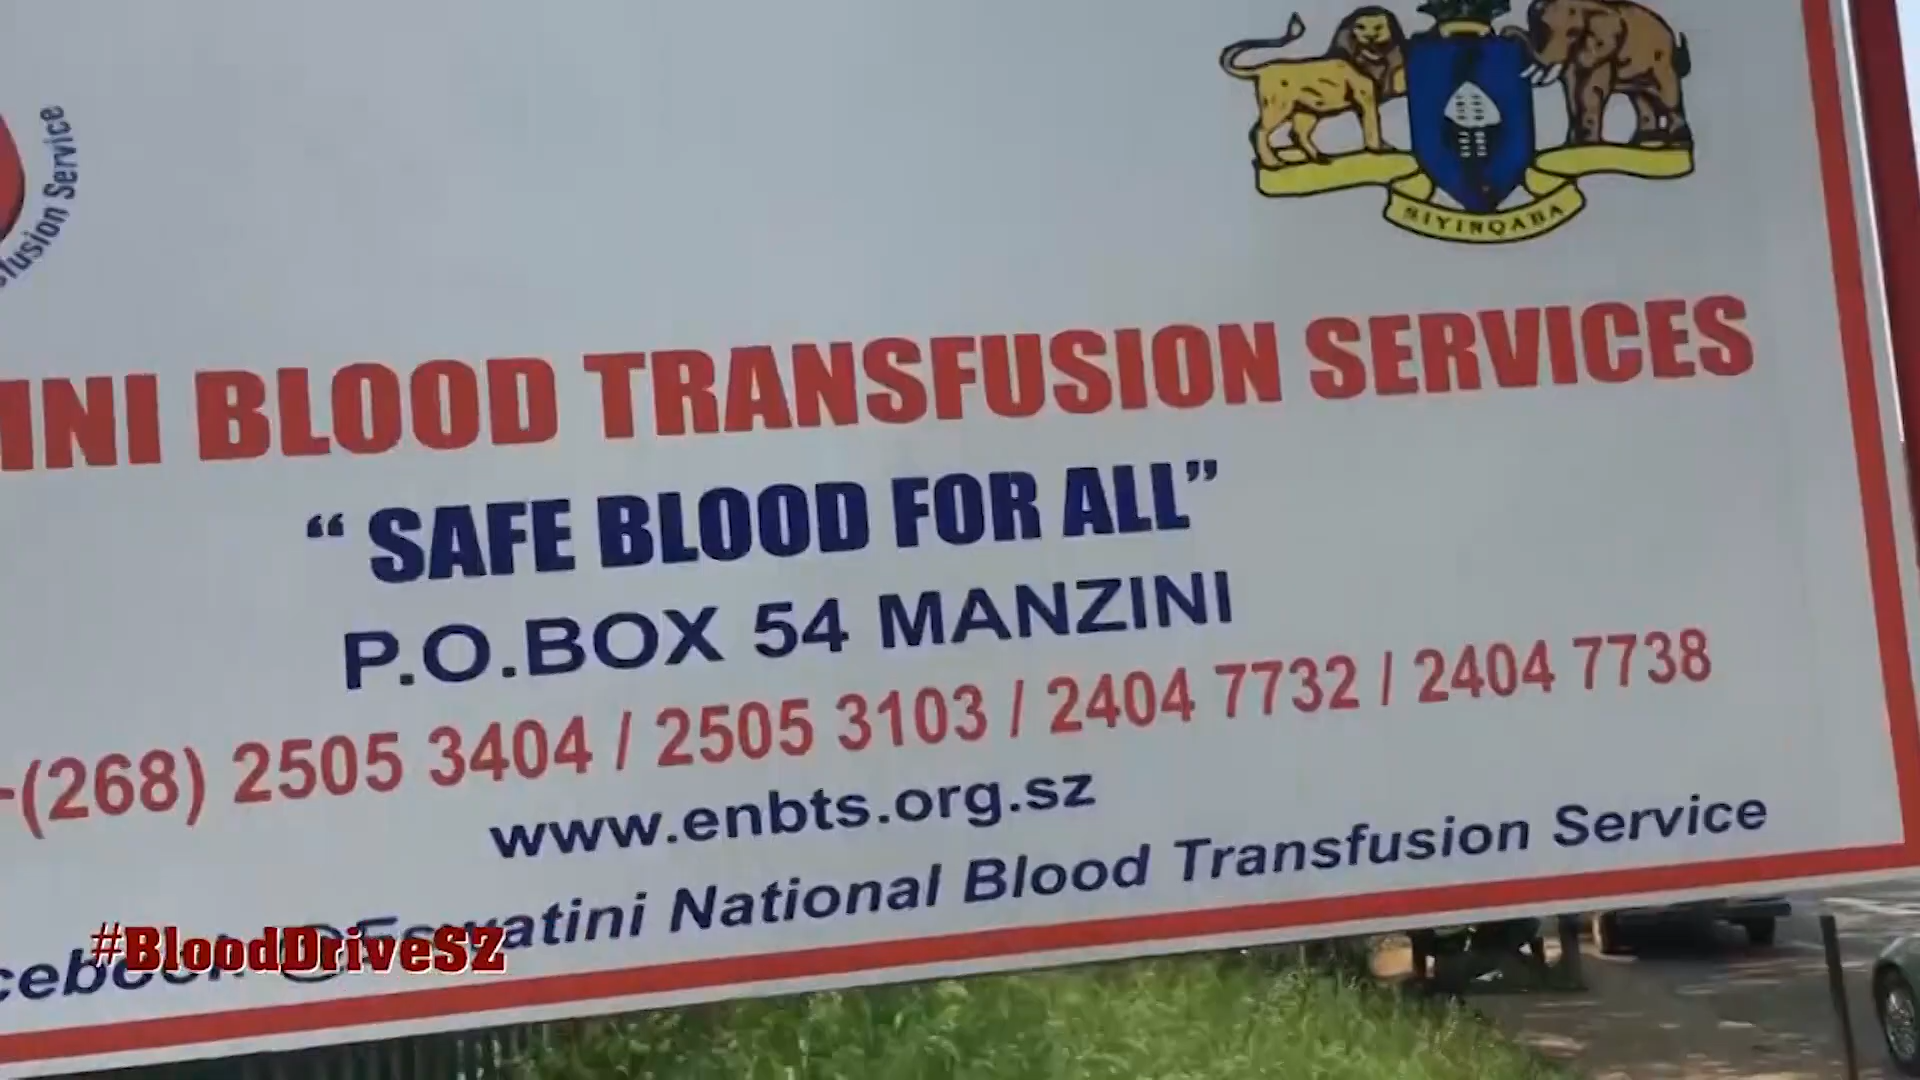 fusion Service
SIYINQABA
INI BLOOD TRANSFUSION SERVICES
“ SAFE BLOOD FOR ALL”
P.O.BOX 54 MANZINI
-(268) 2505 3404 / 2505 3103 / 2404 7732 / 2404 7738
www.enbts.org.sz
cebook @Eswatini National Blood Transfusion Service
#BloodDriveSZ